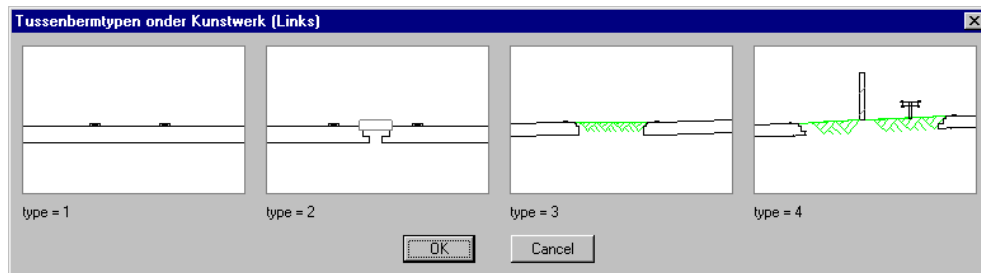 Tussenbermtypen onder Kunstwerk (Links)
type = 1
type = 2
type = 3
type = 4
OK
Cancel